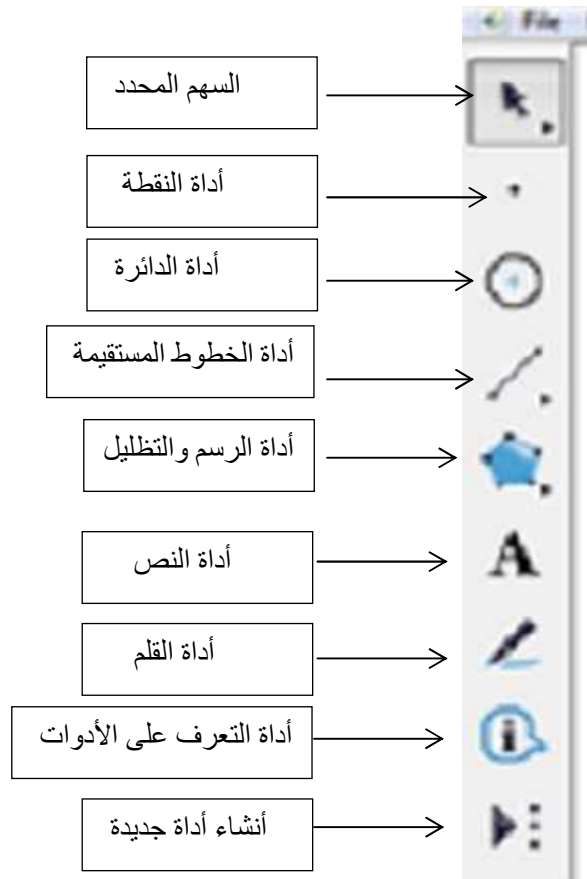 File
السهم المحدد
أداة النقطة
أداة الدائرة
أداة الخطوط المستقيمة
أداة الرسم والتظليل
أداة النص
A
أداة القلم
أداة التعرف على الأدوات
i
أنشاء أداة جديدة